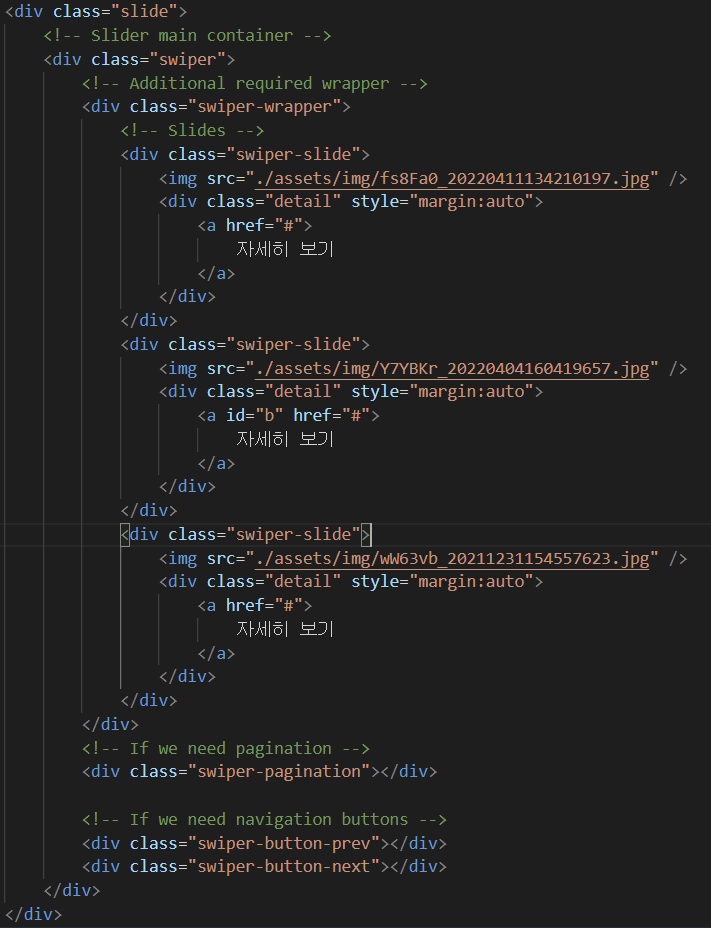 <div class="slide">
<!-- Slider main container -->
<div class="swiper">
<!-- Additional required wrapper -->
<div class="swiper-wrapper">
<!-- Slides -->
<div class="swiper-slide">
<img src="./assets/img/fs8Fa0_20220411134210197.jpg" />
<div class="detail" style="margin:auto">
<a href="#">
자세히 보기
</a>
</div>
</div>
<div class="swiper-slide">
<img src="./assets/img/Y7YBKr_20220404160419657.jpg" />
<div class="detail" style="margin:auto">
<a id="b" href="#">
자세히 보기
</a>
</div>
</div>
<div class="swiper-slide">
<img src="./assets/img/wW63vb_20211231154557623.jpg" />
<div class="detail" style="margin:auto">
<a href="#">
자세히 보기
</a>
</div>
</div>
</div>
<!-- If we need pagination -->
<div class="swiper-pagination"></div>
<!-- If we need navigation buttons -->
<div class="swiper-button-prev"></div>
<div class="swiper-button-next"></div>
</div>
</div>